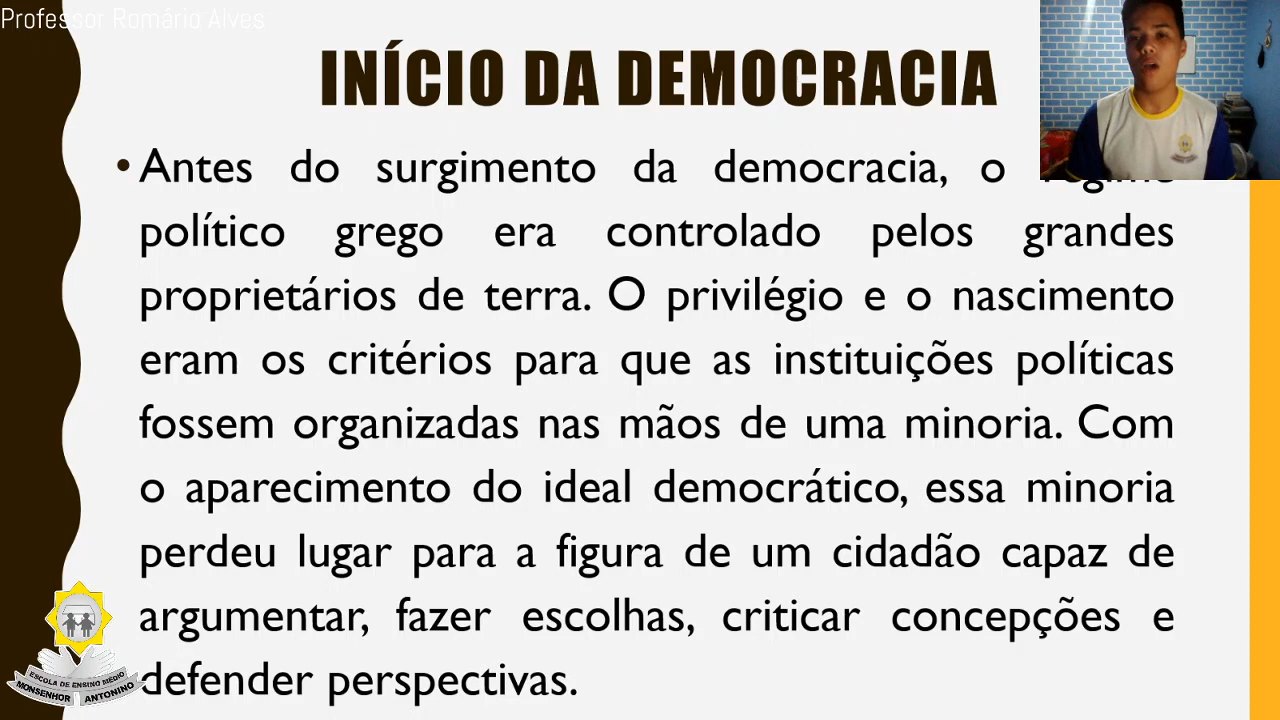 Professor Romário Alves
INÍCIO DA DEMOCRACIA
• Antes do surgimento da democracia, o regime
político grego era controlado pelos grandes
proprietários de terra. O privilégio e o nascimento
eram os critérios para que as instituições políticas
fossem organizadas nas mãos de uma minoria. Com
o aparecimento do ideal democrático, essa minoria
perdeu lugar para a figura de um cidadão capaz de
argumentar, fazer escolhas, criticar concepções e
defender perspectivas.
ESCOLA DE ENSINO MÉDIO
MONSENHOR ANTONINO